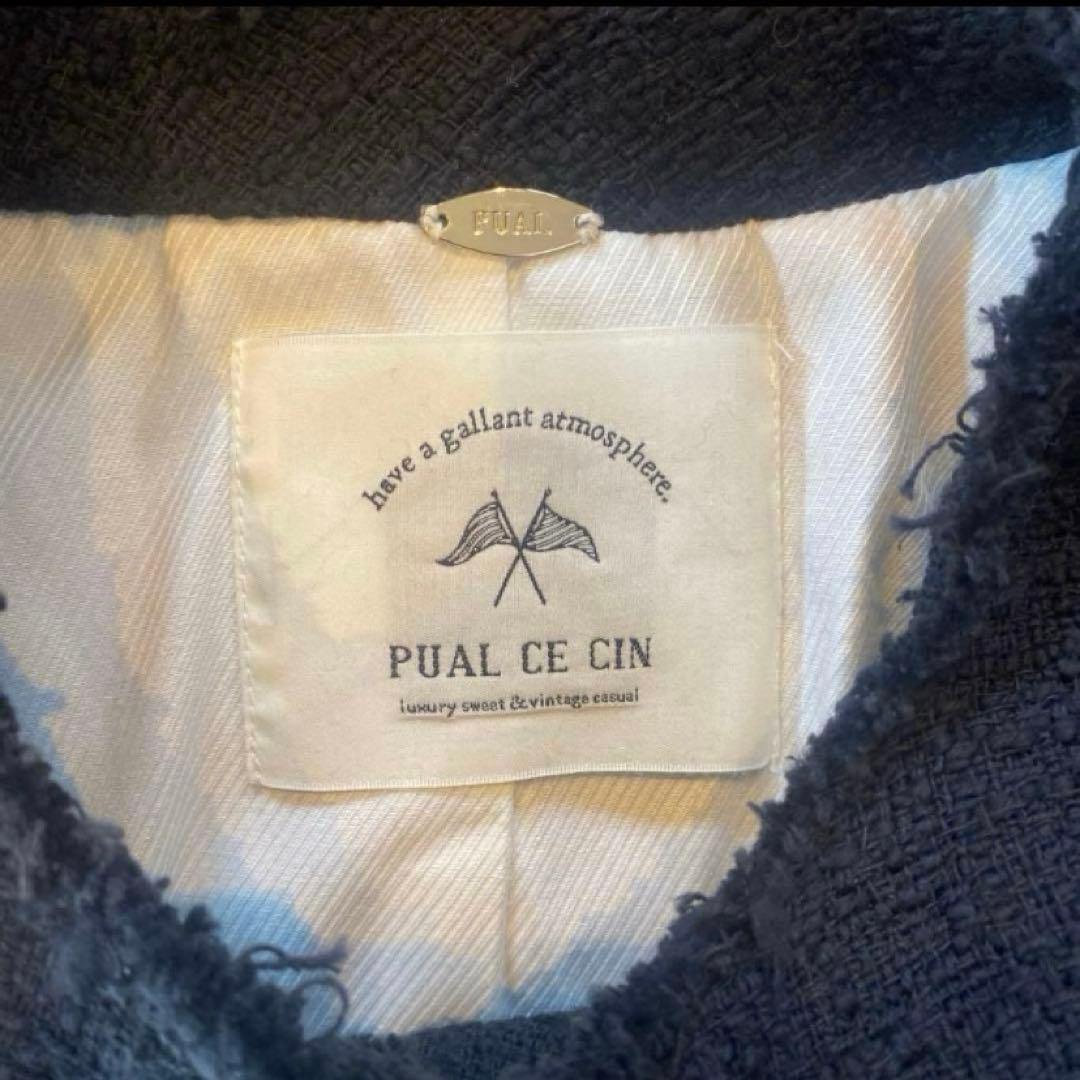 PUAL
have a gallant atmosphere.
PUAL CE CIN
luxury sweet & vintage casual